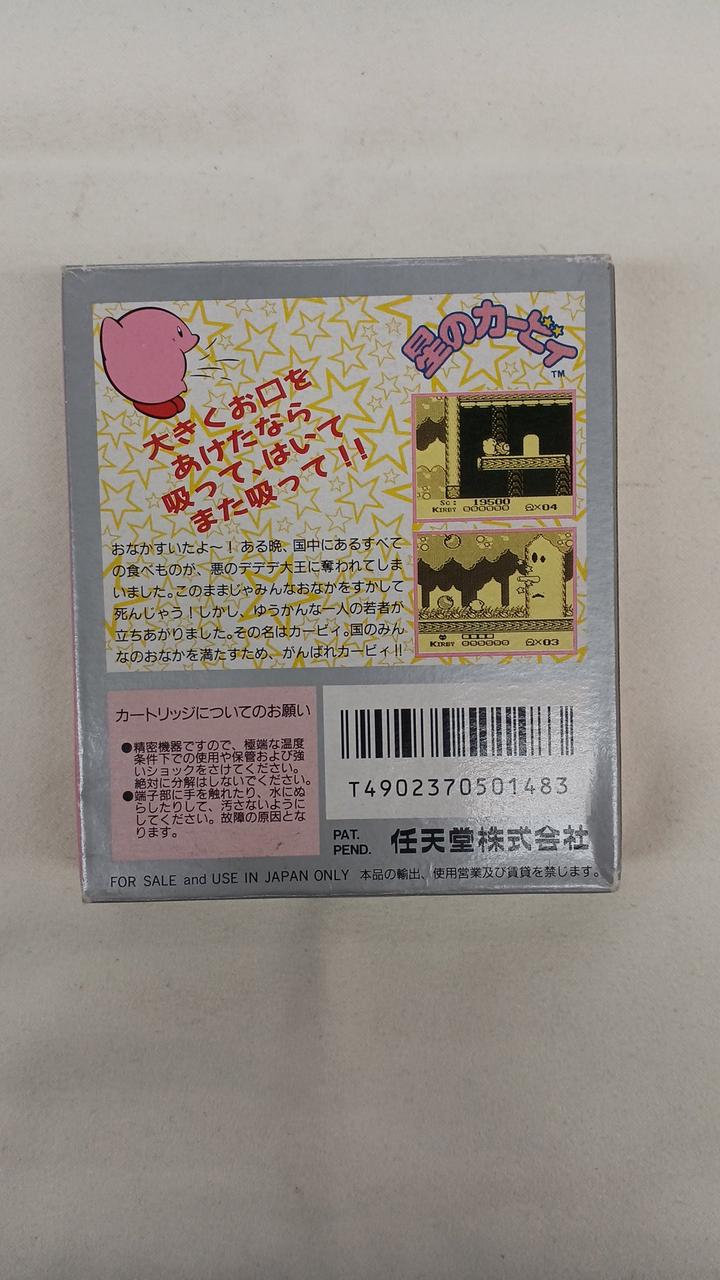 星のカービィ
TM
大きくお口を
あけたなら
吸って、はいて
また吸って!!
Sc: 19500
KIRBY 000000 ×04
KIRBY 000000 ×03
おなかすいたよ〜！ある晩、国中にあるすべて
の食べものが、悪のデデデ大王に奪われてしま
いました。このままじゃみんなおなかをすかして
死んじゃう！しかし、ゆうかんな一人の若者が
立ちあがりました。その名はカービィ。国のみん
なのおなかを満たすため、がんばれカービィ!!
カートリッジについてのお願い
●精密機器ですので、極端な温度
条件下での使用や保管および強
いショックをさけてください。
絶対に分解はしないでください。
●端子部に手を触れたり、水にぬ
らしたりして、汚さないように
してください。故障の原因とな
ります。
T4902370501483
PAT.
PEND.
任天堂株式会社
FOR SALE and USE IN JAPAN ONLY 本品の輸出、使用営業及び賃貸を禁じます。